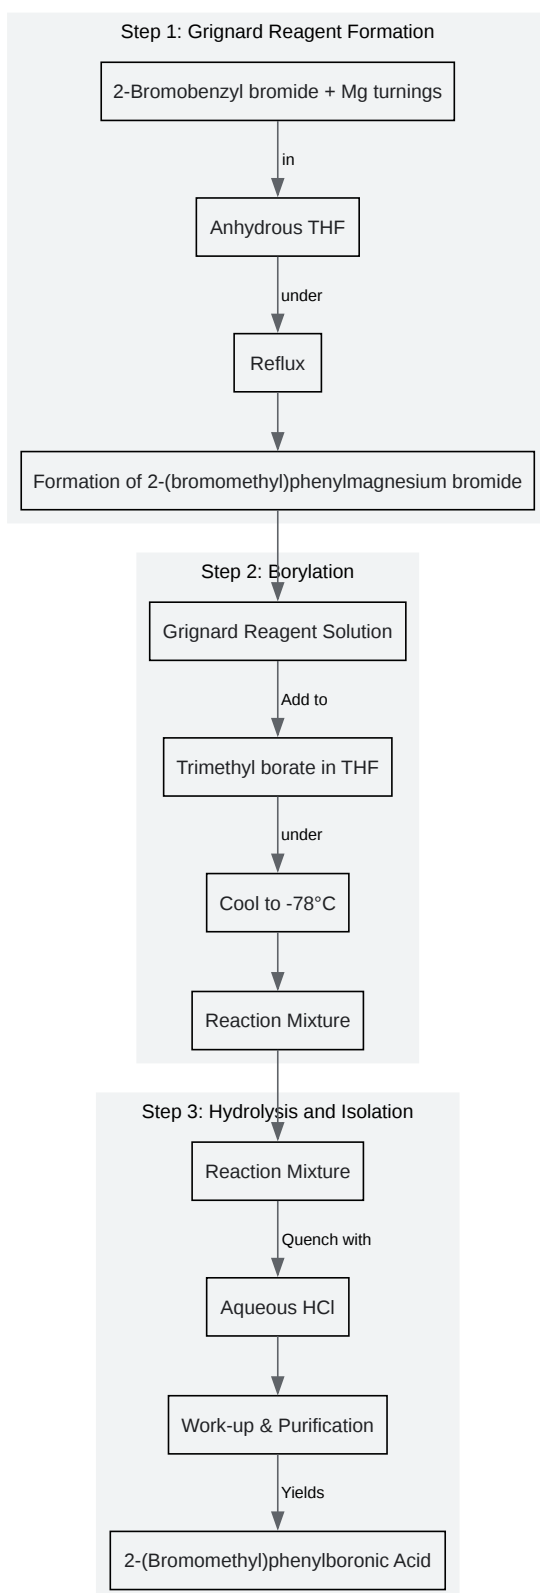 Step 1: Grignard Reagent Formation
2-Bromobenzyl bromide + Mg turnings
in
Anhydrous THF
under
Reflux
Formation of 2-(bromomethyl)phenylmagnesium bromide
Step 2: Borylation
Grignard Reagent Solution
Add to
Trimethyl borate in THF
under
Cool to -78°C
Reaction Mixture
Step 3: Hydrolysis and Isolation
Reaction Mixture
Quench with
Aqueous HCl
Work-up & Purification
Yields
2-(Bromomethyl)phenylboronic Acid